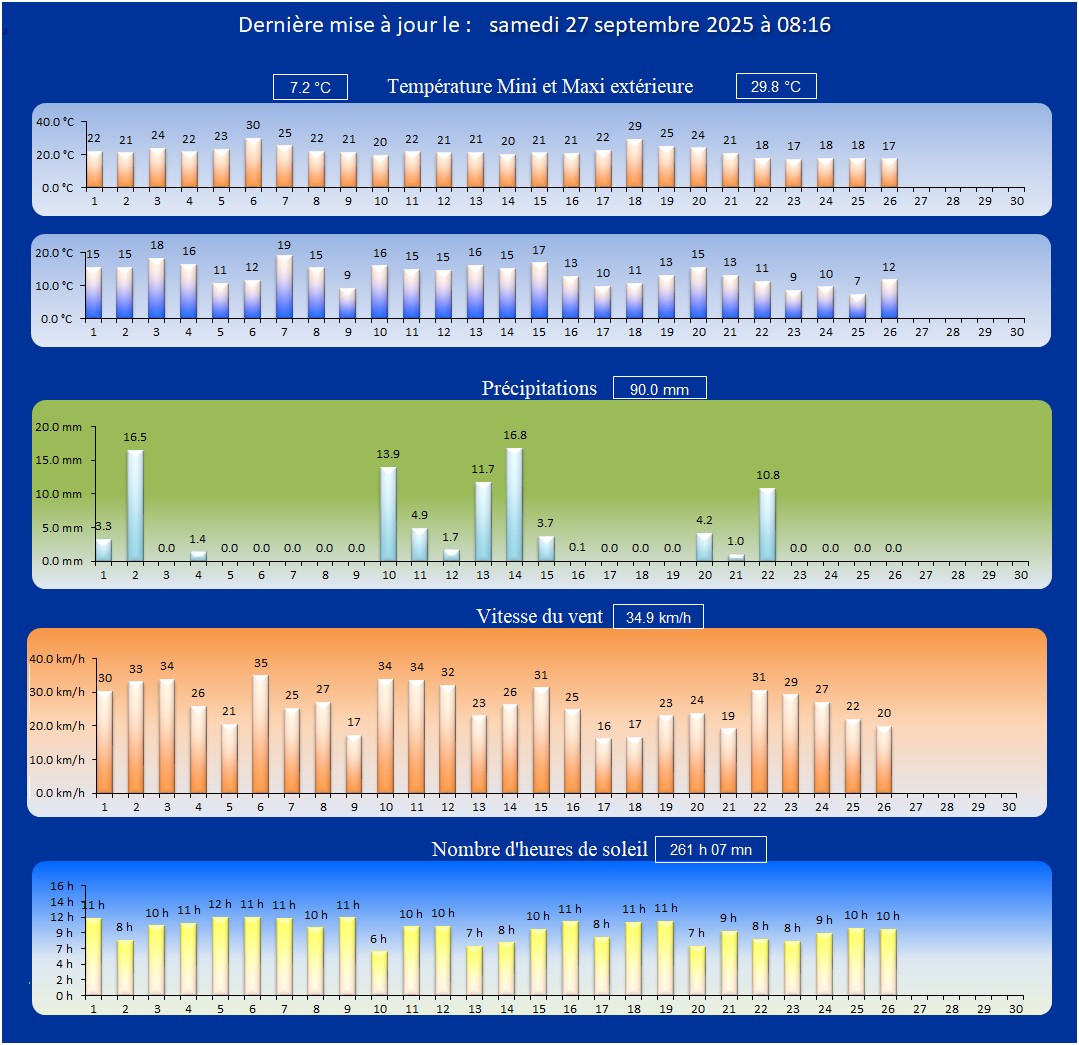 Dernière mise à jour le :   samedi 27 septembre 2025 à 08:16
7.2 °C Température Mini et Maxi extérieure 29.8 °C
40.0 °C
20.0 °C
0.0 °C
22 21 24 22 23 30 25 22 21 20 22 21 21 20 21 21 22 29 25 24 21 18 17 18 18 17
1 2 3 4 5 6 7 8 9 10 11 12 13 14 15 16 17 18 19 20 21 22 23 24 25 26 27 28 29 30
20.0 °C
10.0 °C
0.0 °C
15 15 18 16 11 12 19 15 9 16 15 15 16 15 17 13 10 11 13 15 13 11 9 10 7 12
1 2 3 4 5 6 7 8 9 10 11 12 13 14 15 16 17 18 19 20 21 22 23 24 25 26 27 28 29 30
Précipitations 90.0 mm
20.0 mm
15.0 mm
10.0 mm
5.0 mm
0.0 mm
3.3 16.5 0.0 1.4 0.0 0.0 0.0 0.0 0.0 13.9 4.9 1.7 11.7 16.8 3.7 0.1 0.0 0.0 0.0 4.2 1.0 10.8 0.0 0.0 0.0 0.0
1 2 3 4 5 6 7 8 9 10 11 12 13 14 15 16 17 18 19 20 21 22 23 24 25 26 27 28 29 30
Vitesse du vent 34.9 km/h
40.0 km/h
30.0 km/h
20.0 km/h
10.0 km/h
0.0 km/h
30 33 34 26 21 35 25 27 17 34 34 32 23 26 31 25 16 17 23 24 19 31 29 27 22 20
1 2 3 4 5 6 7 8 9 10 11 12 13 14 15 16 17 18 19 20 21 22 23 24 25 26 27 28 29 30
Nombre d'heures de soleil 261 h 07 mn
16 h
14 h
12 h
9 h
7 h
4 h
2 h
0 h
11 h 8 h 10 h 11 h 12 h 11 h 11 h 10 h 11 h 6 h 10 h 10 h 7 h 8 h 10 h 11 h 8 h 11 h 11 h 7 h 9 h 8 h 8 h 9 h 10 h 10 h
1 2 3 4 5 6 7 8 9 10 11 12 13 14 15 16 17 18 19 20 21 22 23 24 25 26 27 28 29 30